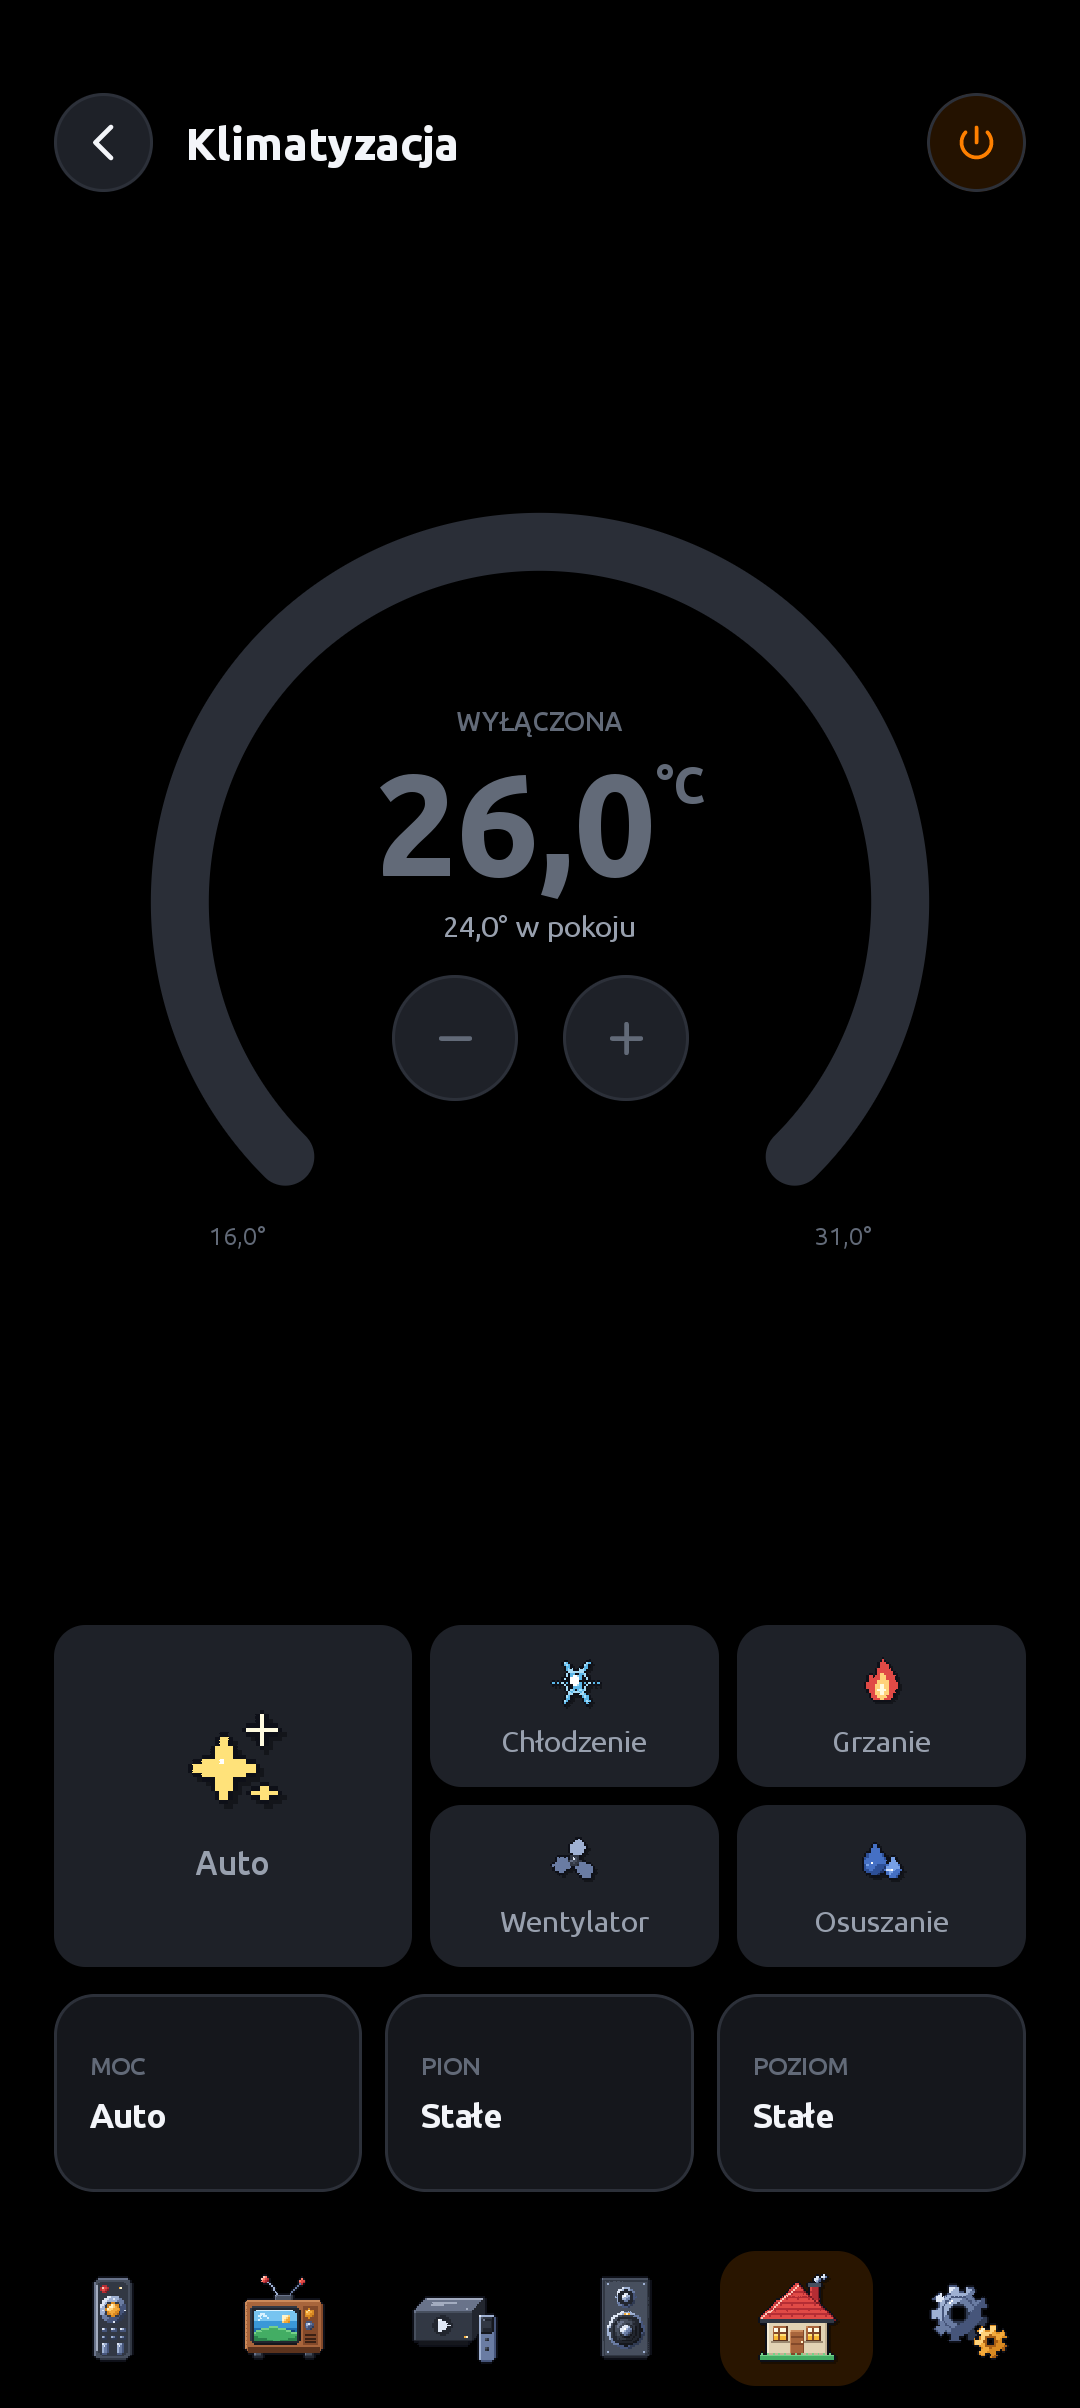 Klimatyzacja
WYŁĄCZONA
26,0°C
24,0° w pokoju
16,0°
31,0°
Auto
Chłodzenie
Grzanie
Wentylator
Osuszanie
MOC
Auto
PION
Stałe
POZIOM
Stałe